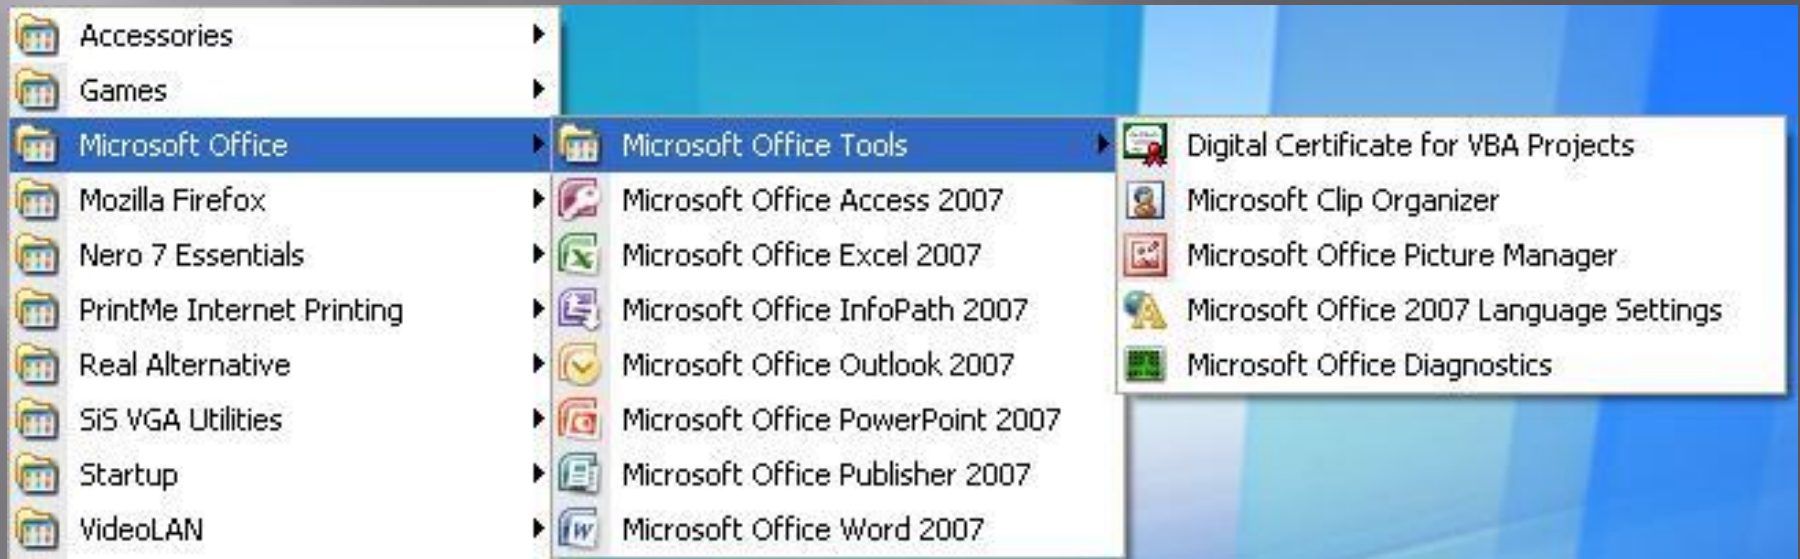 Accessories
Games
Microsoft Office
Mozilla Firefox
Nero 7 Essentials
PrintMe Internet Printing
Real Alternative
SiS VGA Utilities
Startup
VideoLAN
Microsoft Office Tools
Microsoft Office Access 2007
Microsoft Office Excel 2007
Microsoft Office InfoPath 2007
Microsoft Office Outlook 2007
Microsoft Office PowerPoint 2007
Microsoft Office Publisher 2007
Microsoft Office Word 2007
Digital Certificate for VBA Projects
Microsoft Clip Organizer
Microsoft Office Picture Manager
Microsoft Office 2007 Language Settings
Microsoft Office Diagnostics